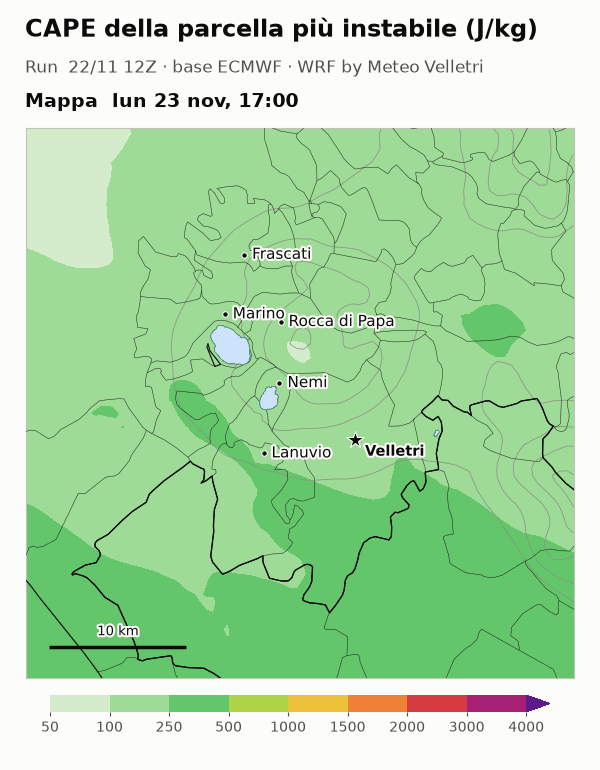 CAPE della parcella più instabile (J/kg)
Run  22/11 12Z · base ECMWF · WRF by Meteo Velletri
Mappa  lun 23 nov, 17:00
Frascati
Marino
Rocca di Papa
Nemi
Velletri
Lanuvio
10 km
50 100 250 500 1000 1500 2000 3000 4000